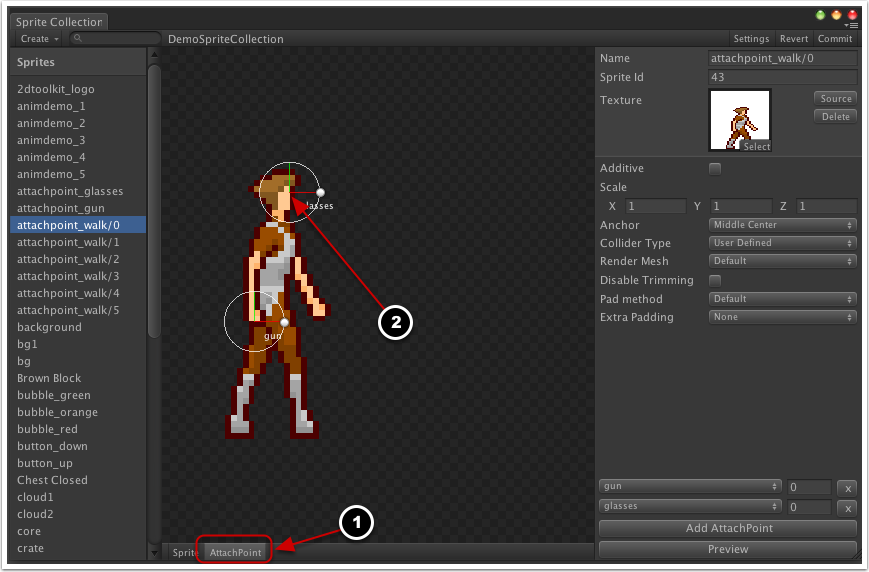 Sprite Collection
Create
DemoSpriteCollection
Settings Revert Commit
Sprites
2dtoolkit_logo
animdemo_1
animdemo_2
animdemo_3
animdemo_4
animdemo_5
attachpoint_glasses
attachpoint_gun
attachpoint_walk/0
attachpoint_walk/1
attachpoint_walk/2
attachpoint_walk/3
attachpoint_walk/4
attachpoint_walk/5
background
bg1
bg
Brown Block
bubble_green
bubble_orange
bubble_red
button_down
button_up
Chest Closed
cloud1
cloud2
core
crate
glasses
2
gun
1
Sprite AttachPoint
Name attachpoint_walk/0
Sprite Id 43
Texture Source
Delete
Select
Additive
Scale
X 1 Y 1 Z 1
Anchor Middle Center
Collider Type User Defined
Render Mesh Default
Disable Trimming
Pad method Default
Extra Padding None
gun 0 x
glasses 0 x
Add AttachPoint
Preview